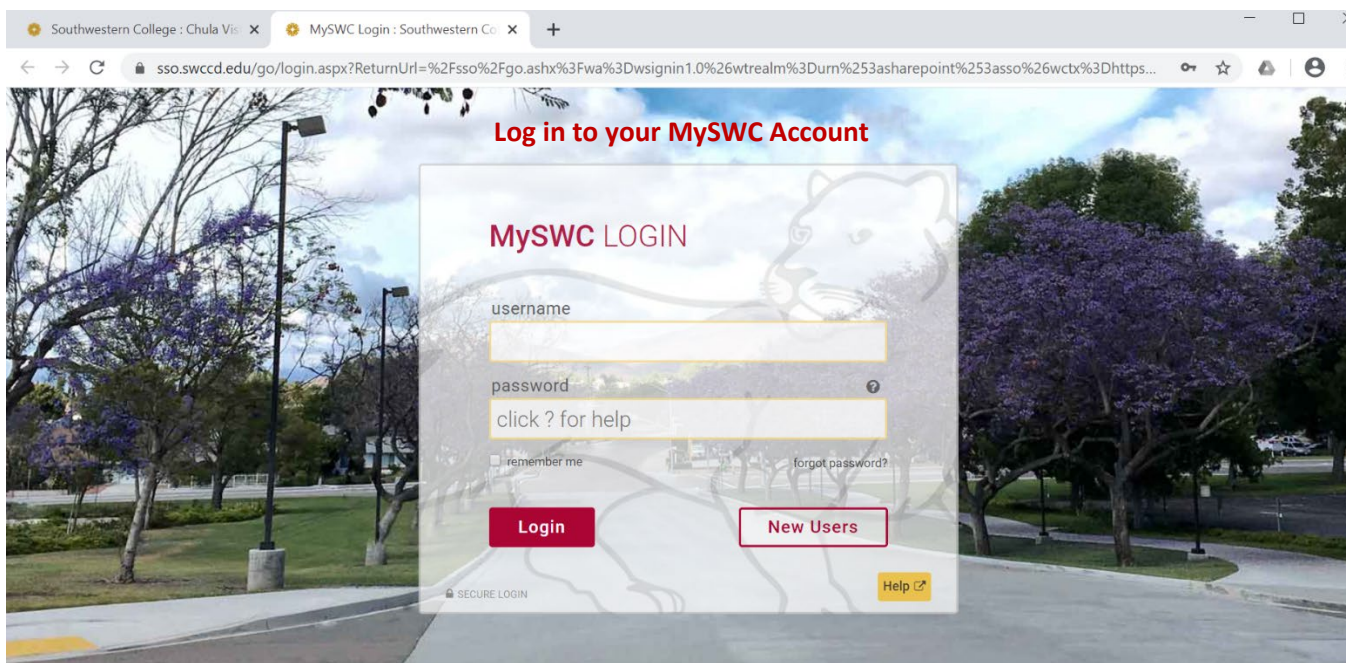 Southwestern College : Chula Vis
MySWC Login : Southwestern Co
sso.swccd.edu/go/login.aspx?ReturnUrl=%2Fsso%2Fgo.ashx%3Fwa%3Dwsignin1.0%26wtrealm%3Durn%253asharepoint%253asso%26wctx%3Dhttps...
Log in to your MySWC Account
MySWC LOGIN
username
password ?
click ? for help
remember me forgot password?
Login New Users
Help
SECURE LOGIN